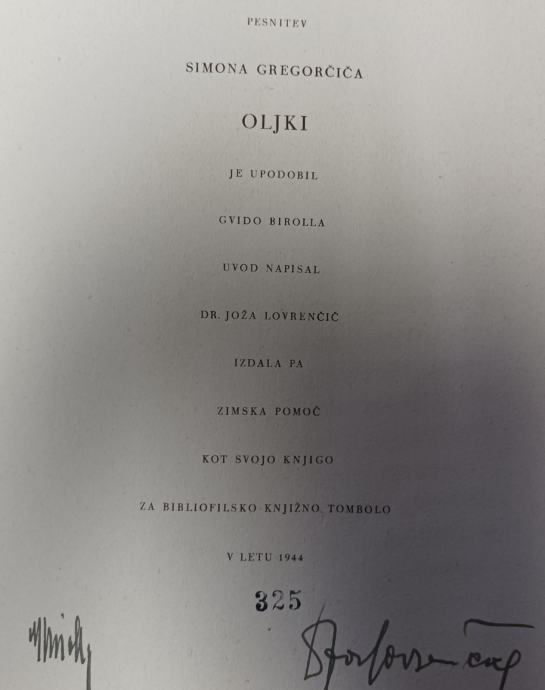 PESNITEV
SIMONA GREGORČIČA
OLJKI
JE UPODOBIL
GVIDO BIROLLA
UVOD NAPISAL
DR. JOŽA LOVRENČIČ
IZDALA PA
ZIMSKA POMOČ
KOT SVOJO KNJIGO
ZA BIBLIOFILSKO KNJIŽNO TOMBOLO
V LETU 1944
325